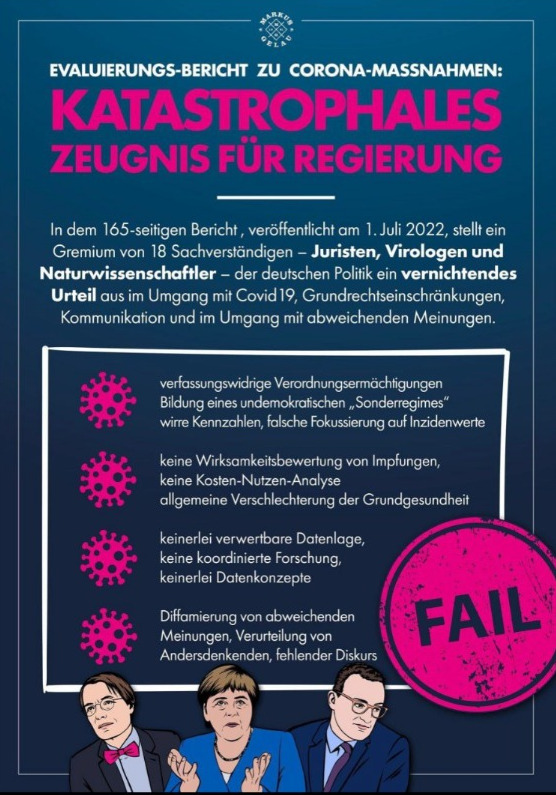 MARKUS
GELAU
EVALUIERUNGS-BERICHT ZU CORONA-MASSNAHMEN:
KATASTROPHALES
ZEUGNIS FÜR REGIERUNG
In dem 165-seitigen Bericht , veröffentlicht am 1. Juli 2022, stellt ein
Gremium von 18 Sachverständigen – Juristen, Virologen und
Naturwissenschaftler – der deutschen Politik ein vernichtendes
Urteil aus im Umgang mit Covid19, Grundrechtseinschränkungen,
Kommunikation und im Umgang mit abweichenden Meinungen.
verfassungswidrige Verordnungsermächtigungen
Bildung eines undemokratischen „Sonderregimes“
wirre Kennzahlen, falsche Fokussierung auf Inzidenwerte
keine Wirksamkeitsbewertung von Impfungen,
keine Kosten-Nutzen-Analyse
allgemeine Verschlechterung der Grundgesundheit
keinerlei verwertbare Datenlage,
keine koordinierte Forschung,
keinerlei Datenkonzepte
Diffamierung von abweichenden
Meinungen, Verurteilung von
Andersdenkenden, fehlender Diskurs
FAIL